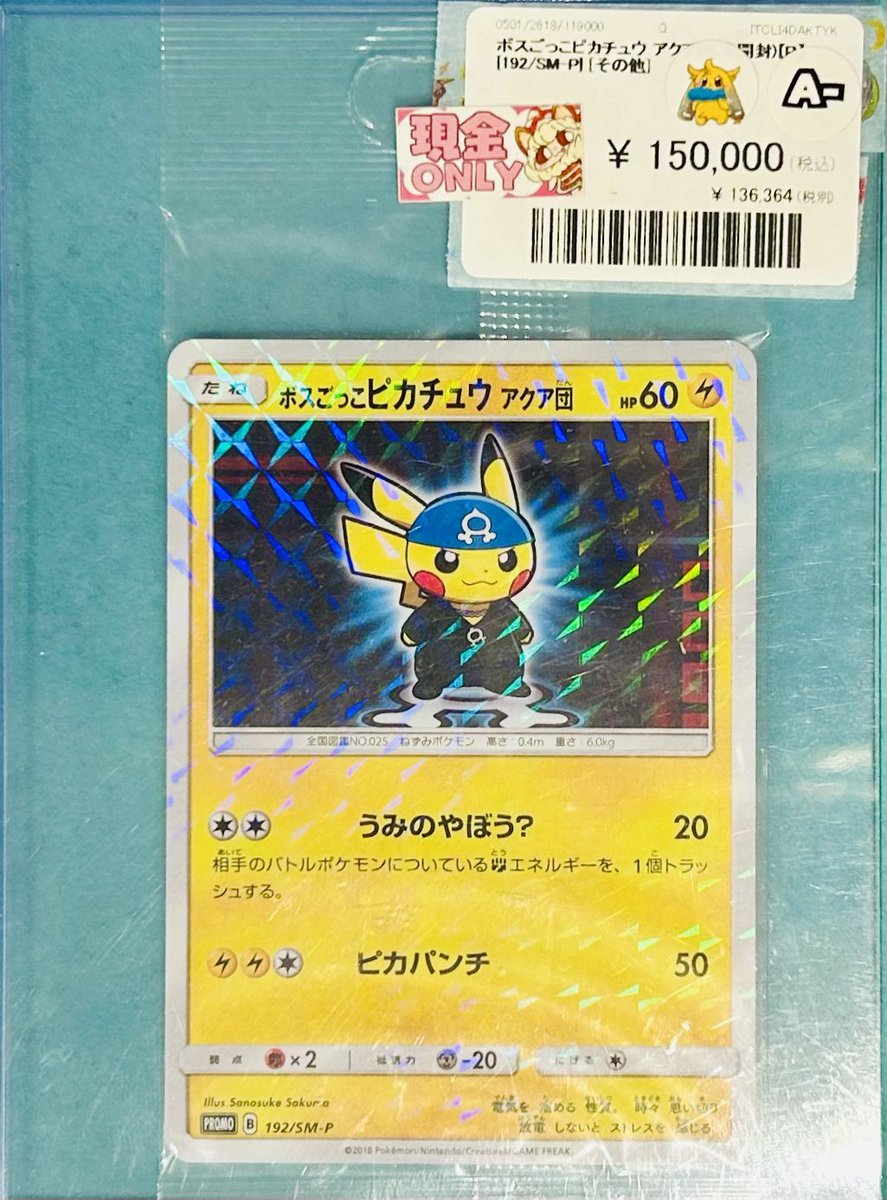 0501/2818/119000
ボスごっこピカチュウ アク
[192/SM-P] [その他]
A-
現金
ONLY
¥ 150,000 (税込)
¥ 136,364 (税別)
たね ボスごっこピカチュウ アクア団 HP60
全国図鑑NO.025 ねずみポケモン 高さ:0.4m 重さ:6.0kg
うみのやぼう? 20
相手のバトルポケモンについているエネルギーを、1個トラッ
シュする。
ピカパンチ 50
弱点 ×2 抵抗力 -20 にげる
Illus. Sanosuke Sakuma
電気を溜める性質。 時々思い切り
放電しないとストレスを感じる
PROMO B 192/SM-P
©2018 Pokémon/Nintendo/Creatures/GAME FREAK.